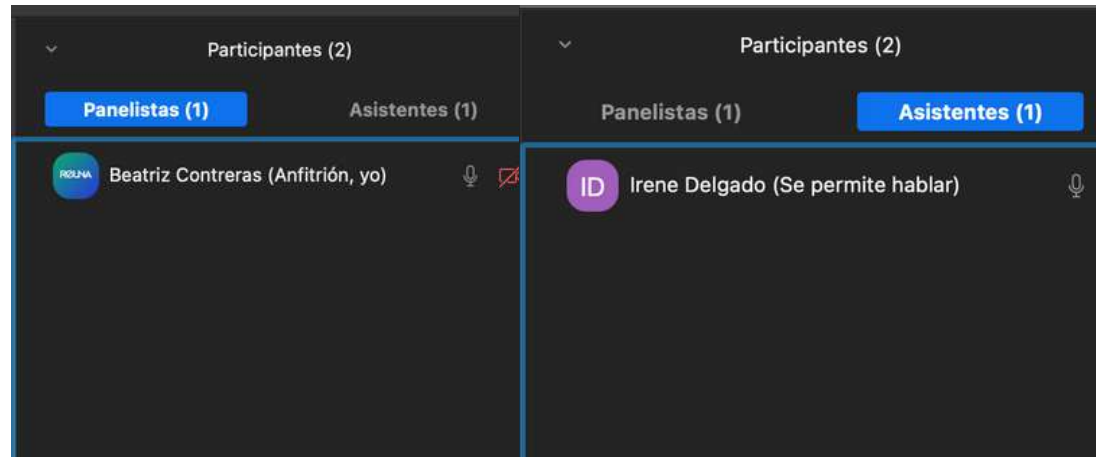 Participantes (2)
Panelistas (1) Asistentes (1)
REUNA Beatriz Contreras (Anfitrión, yo)
Participantes (2)
Panelistas (1) Asistentes (1)
ID Irene Delgado (Se permite hablar)